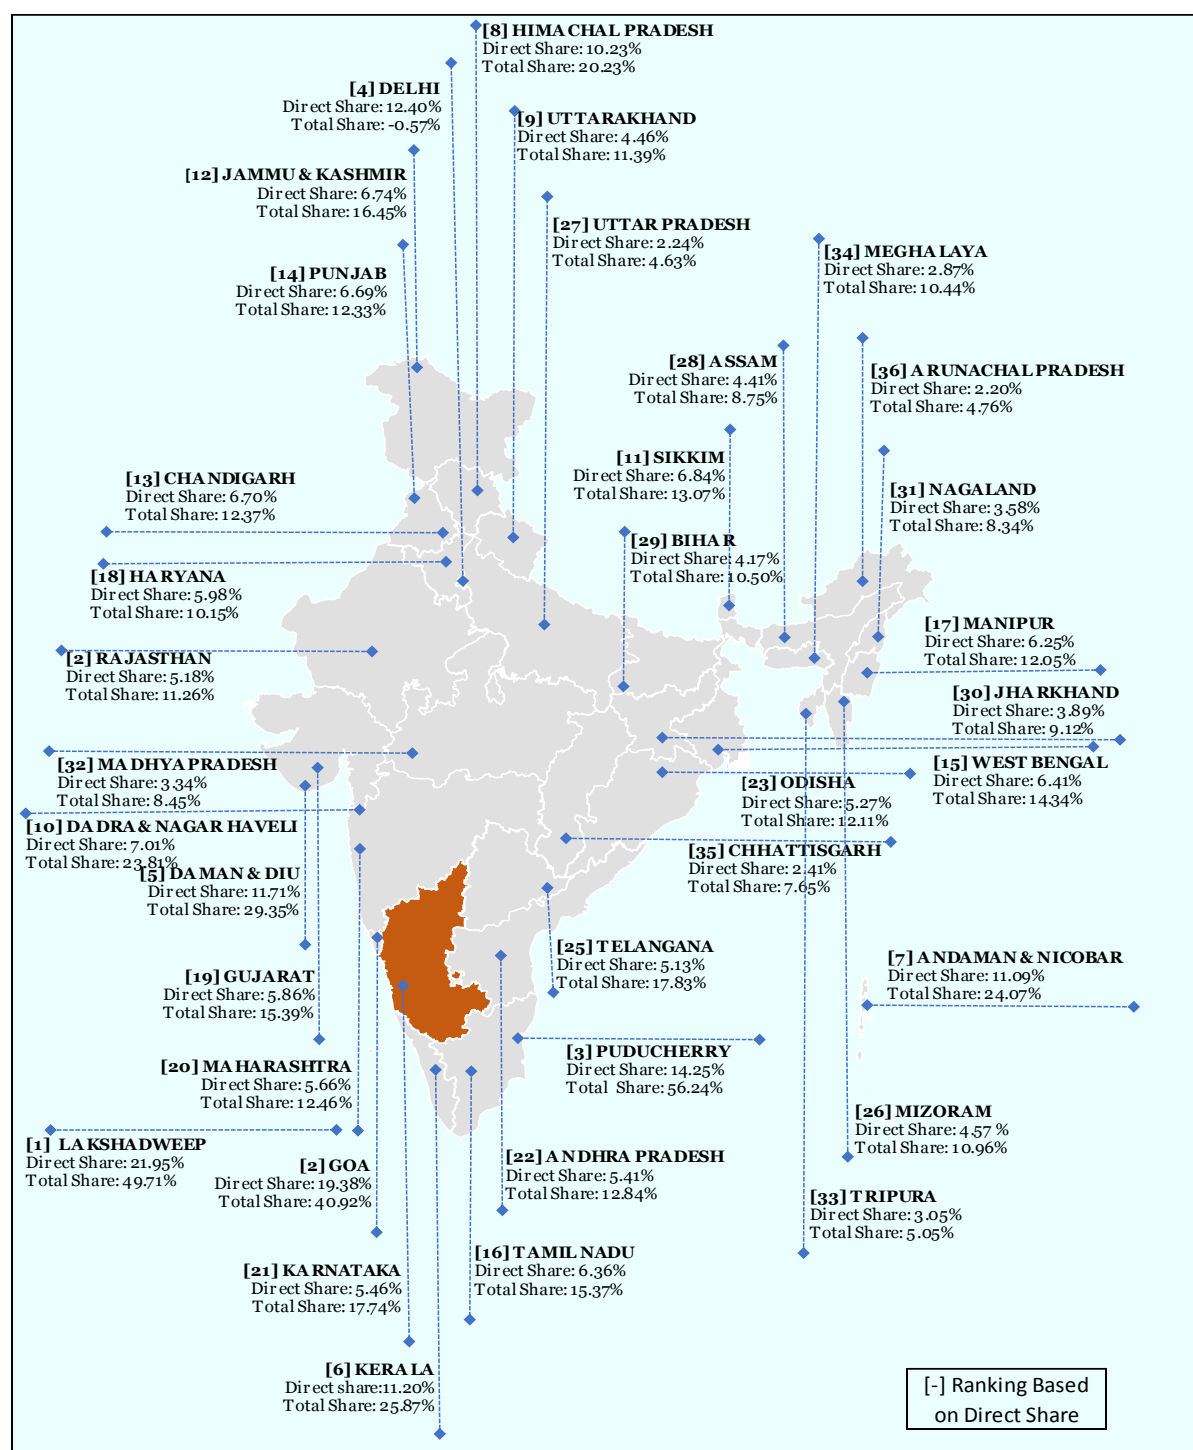 [8] HIMACHAL PRADESH
Direct Share: 10.23%
Total Share: 20.23%
[4] DELHI
Direct Share: 12.40%
Total Share: -0.57%
[9] UTTARAKHAND
Direct Share: 4.46%
Total Share: 11.39%
[12] JAMMU & KASHMIR
Direct Share: 6.74%
Total Share: 16.45%
[27] UTTAR PRADESH
Direct Share: 2.24%
Total Share: 4.63%
[34] MEGHALAYA
Direct Share: 2.87%
Total Share: 10.44%
[14] PUNJAB
Direct Share: 6.69%
Total Share: 12.33%
[28] ASSAM
Direct Share: 4.41%
Total Share: 8.75%
[36] ARUNACHAL PRADESH
Direct Share: 2.20%
Total Share: 4.76%
[11] SIKKIM
Direct Share: 6.84%
Total Share: 13.07%
[13] CHANDIGARH
Direct Share: 6.70%
Total Share: 12.37%
[31] NAGALAND
Direct Share: 3.58%
Total Share: 8.34%
[29] BIHAR
Direct Share: 4.17%
Total Share: 10.50%
[18] HARYANA
Direct Share: 5.98%
Total Share: 10.15%
[17] MANIPUR
Direct Share: 6.25%
Total Share: 12.05%
[2] RAJASTHAN
Direct Share: 5.18%
Total Share: 11.26%
[30] JHARKHAND
Direct Share: 3.89%
Total Share: 9.12%
[32] MADHYA PRADESH
Direct Share: 3.34%
Total Share: 8.45%
[15] WEST BENGAL
Direct Share: 6.41%
Total Share: 14.34%
[23] ODISHA
Direct Share: 5.27%
Total Share: 12.11%
[10] DADRA & NAGAR HAVELI
Direct Share: 7.01%
Total Share: 23.81%
[35] CHHATTISGARH
Direct Share: 2.41%
Total Share: 7.65%
[5] DAMAN & DIU
Direct Share: 11.71%
Total Share: 29.35%
[25] TELANGANA
Direct Share: 5.13%
Total Share: 17.83%
[7] ANDAMAN & NICOBAR
Direct Share: 11.09%
Total Share: 24.07%
[19] GUJARAT
Direct Share: 5.86%
Total Share: 15.39%
[3] PUDUCHERRY
Direct Share: 14.25%
Total Share: 56.24%
[20] MAHARASHTRA
Direct Share: 5.66%
Total Share: 12.46%
[26] MIZORAM
Direct Share: 4.57 %
Total Share: 10.96%
[1] LAKSHADWEEP
Direct Share: 21.95%
Total Share: 49.71%
[2] GOA
Direct Share: 19.38%
Total Share: 40.92%
[22] ANDHRA PRADESH
Direct Share: 5.41%
Total Share: 12.84%
[33] TRIPURA
Direct Share: 3.05%
Total Share: 5.05%
[16] TAMIL NADU
Direct Share: 6.36%
Total Share: 15.37%
[21] KARNATAKA
Direct Share: 5.46%
Total Share: 17.74%
[6] KERALA
Direct share:11.20%
Total Share: 25.87%
[-] Ranking Based
on Direct Share